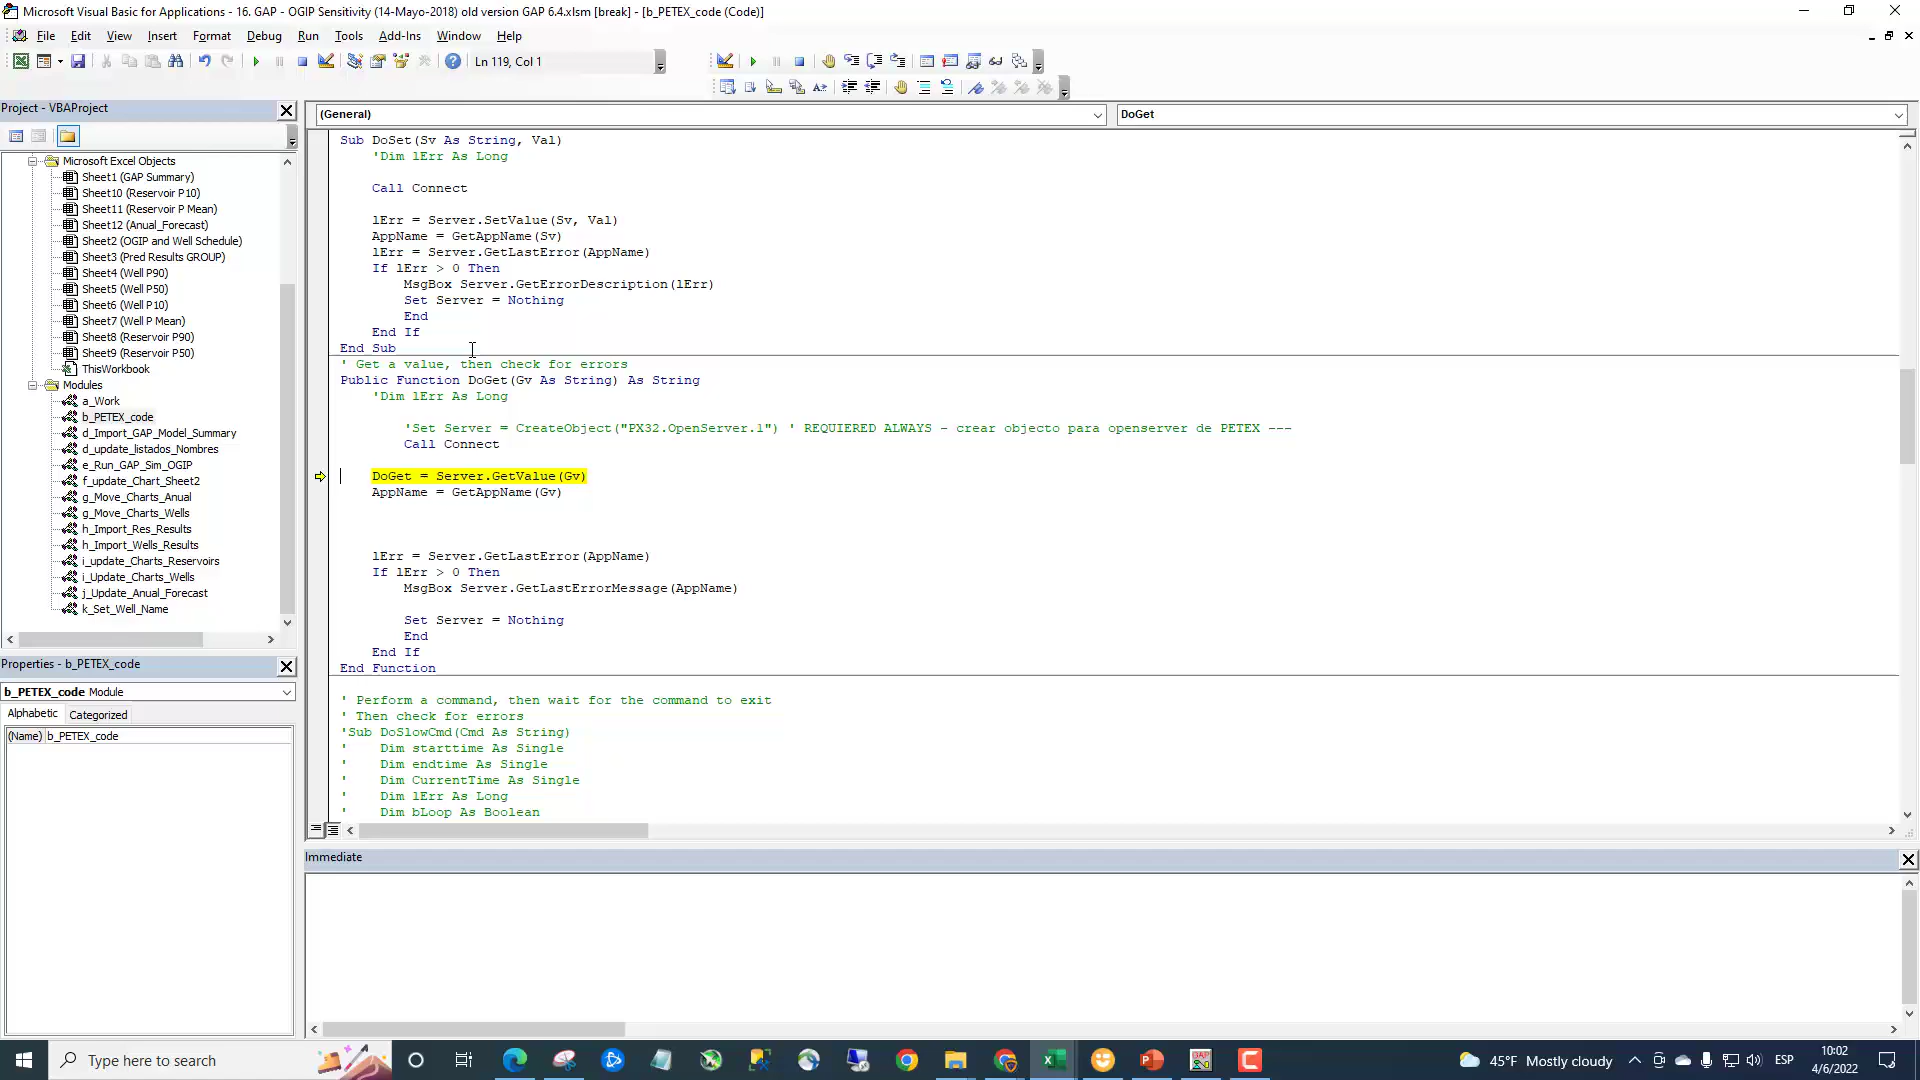 Microsoft Visual Basic for Applications - 16. GAP - OGIP Sensitivity (14-Mayo-2018) old version GAP 6.4.xlsm [break] - [b_PETEX_code (Code)]
File Edit View Insert Format Debug Run Tools Add-Ins Window Help
Ln 119, Col 1
Project - VBAProject
Microsoft Excel Objects
Sheet1 (GAP Summary)
Sheet10 (Reservoir P10)
Sheet11 (Reservoir P Mean)
Sheet12 (Anual_Forecast)
Sheet2 (OGIP and Well Schedule)
Sheet3 (Pred Results GROUP)
Sheet4 (Well P90)
Sheet5 (Well P50)
Sheet6 (Well P10)
Sheet7 (Well P Mean)
Sheet8 (Reservoir P90)
Sheet9 (Reservoir P50)
ThisWorkbook
Modules
a_Work
b_PETEX_code
d_Import_GAP_Model_Summary
d_update_listados_Nombres
e_Run_GAP_Sim_OGIP
f_update_Chart_Sheet2
g_Move_Charts_Anual
g_Move_Charts_Wells
h_Import_Res_Results
h_Import_Wells_Results
i_update_Charts_Reservoirs
i_Update_Charts_Wells
j_Update_Anual_Forecast
k_Set_Well_Name
Properties - b_PETEX_code
b_PETEX_code Module
Alphabetic Categorized
(Name) b_PETEX_code
(General) DoGet
Sub DoSet(Sv As String, Val)
'Dim lErr As Long
Call Connect
lErr = Server.SetValue(Sv, Val)
AppName = GetAppName(Sv)
lErr = Server.GetLastError(AppName)
If lErr > 0 Then
MsgBox Server.GetErrorDescription(lErr)
Set Server = Nothing
End
End If
End Sub
' Get a value, then check for errors
Public Function DoGet(Gv As String) As String
'Dim lErr As Long
'Set Server = CreateObject("PX32.OpenServer.1") ' REQUIERED ALWAYS - crear objecto para openserver de PETEX ---
Call Connect
DoGet = Server.GetValue(Gv)
AppName = GetAppName(Gv)
lErr = Server.GetLastError(AppName)
If lErr > 0 Then
MsgBox Server.GetLastErrorMessage(AppName)
Set Server = Nothing
End
End If
End Function
' Perform a command, then wait for the command to exit
' Then check for errors
'Sub DoSlowCmd(Cmd As String)
' Dim starttime As Single
' Dim endtime As Single
' Dim CurrentTime As Single
' Dim lErr As Long
' Dim bLoop As Boolean
Immediate
Type here to search
45°F Mostly cloudy
ESP
10:02
4/6/2022